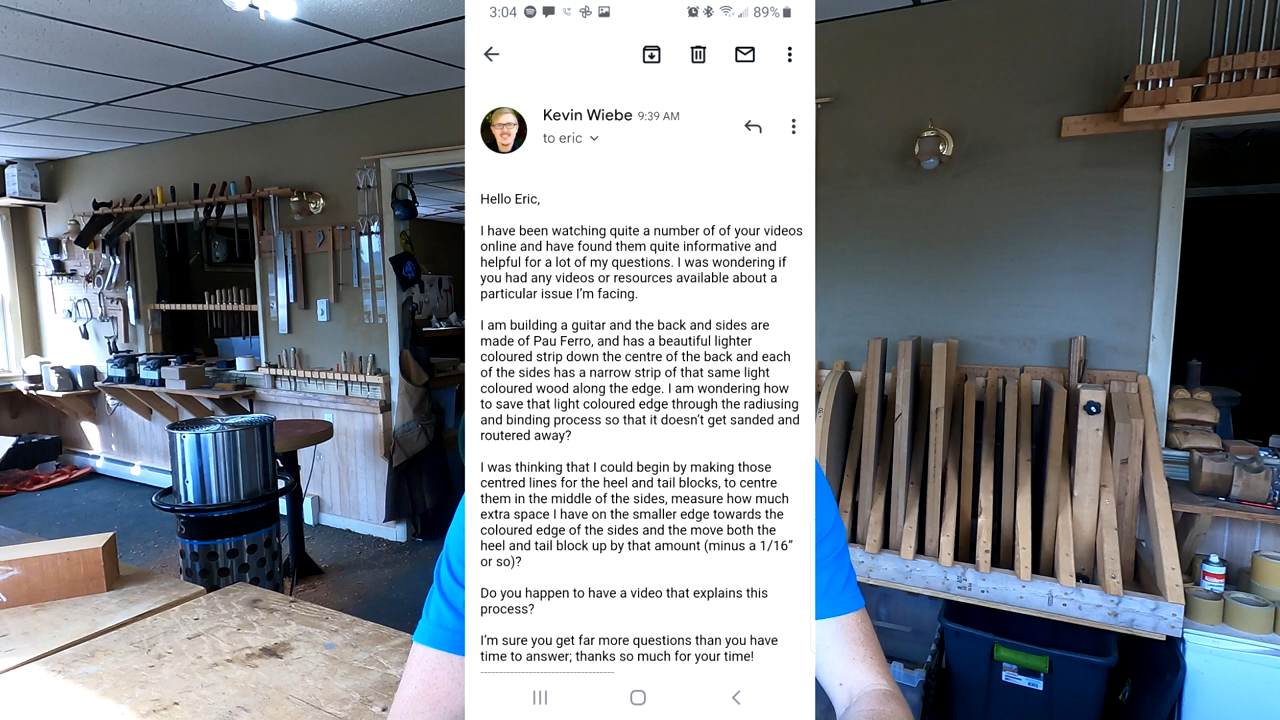 3:04
89%
Kevin Wiebe 9:39 AM
to eric
Hello Eric,
I have been watching quite a number of of your videos
online and have found them quite informative and
helpful for a lot of my questions. I was wondering if
you had any videos or resources available about a
particular issue I'm facing.
I am building a guitar and the back and sides are
made of Pau Ferro, and has a beautiful lighter
coloured strip down the centre of the back and each
of the sides has a narrow strip of that same light
coloured wood along the edge. I am wondering how
to save that light coloured edge through the radiusing
and binding process so that it doesn't get sanded and
routered away?
I was thinking that I could begin by making those
centred lines for the heel and tail blocks, to centre
them in the middle of the sides, measure how much
extra space I have on the smaller edge towards the
coloured edge of the sides and the move both the
heel and tail block up by that amount (minus a 1/16"
or so)?
Do you happen to have a video that explains this
process?
I'm sure you get far more questions than you have
time to answer; thanks so much for your time!